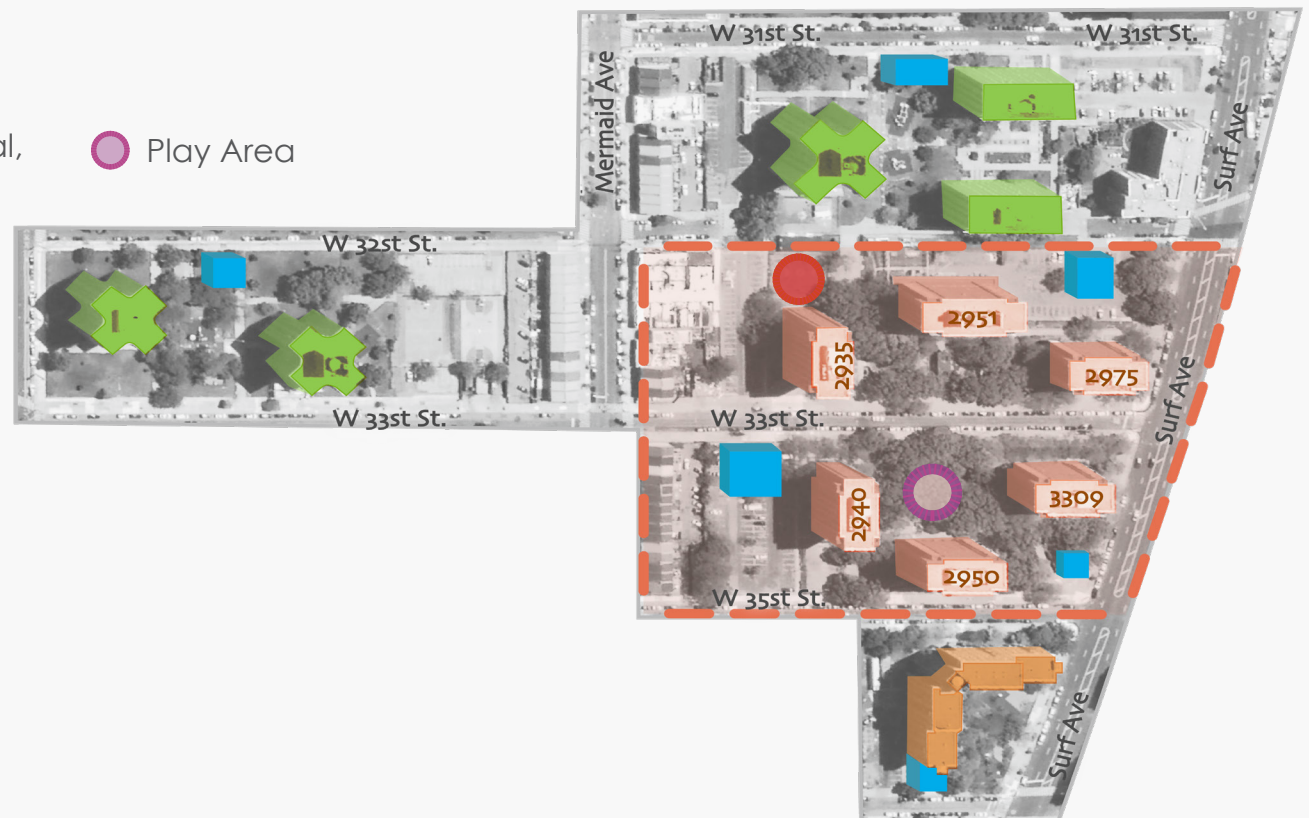 W 31st St.
W 31st St.
Mermaid Ave
al,
Play Area
Surf Ave
W 32st St.
2951
2935
2975
Surf Ave
W 33st St.
W 33st St.
2940
3309
2950
W 35st St.
Surf Ave